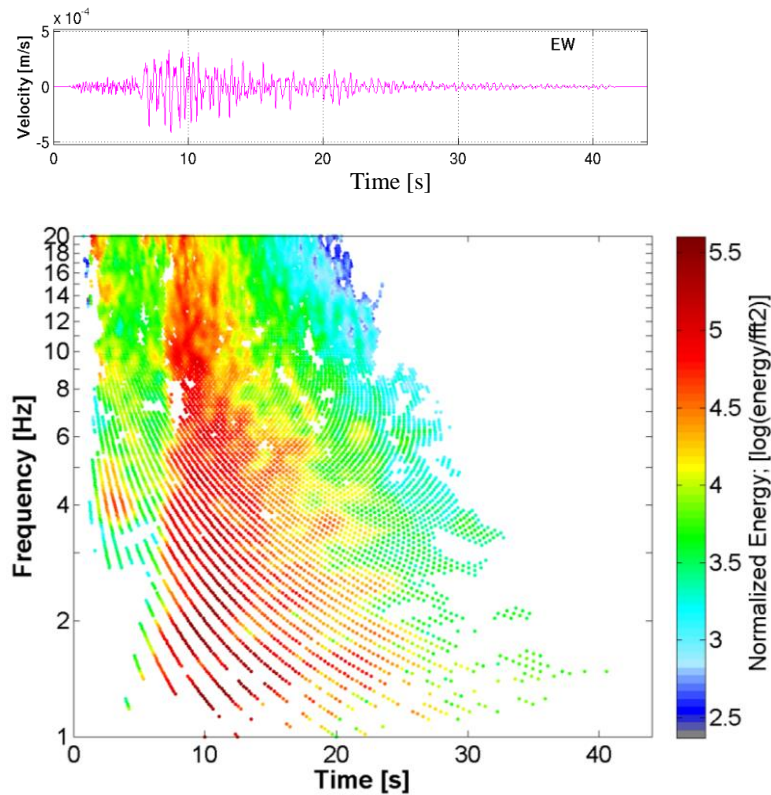 x 10⁻⁴
5
EW
Velocity [m/s]
0
-5
0 10 20 30 40
Time [s]
20
18
16
14
12
10
8
6
4
2
1
Frequency [Hz]
0 10 20 30 40
Time [s]
5.5
5
4.5
4
3.5
3
2.5
Normalized Energy; [log(energy/fft2)]